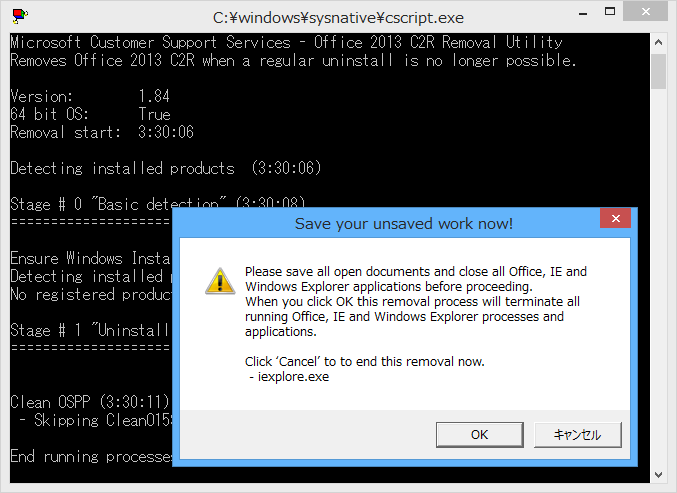 C:¥windows¥sysnative¥cscript.exe
Microsoft Customer Support Services - Office 2013 C2R Removal Utility
Removes Office 2013 C2R when a regular uninstall is no longer possible.
Version: 1.84
64 bit OS: True
Removal start: 3:30:06
Detecting installed products (3:30:06)
Stage # 0 "Basic detection" (3:30:08)
====================
Ensure Windows Insta
Detecting installed
No registered product
Stage # 1 "Uninstall
====================
Clean OSPP (3:30:11)
- Skipping CleanO15
End running processes
Save your unsaved work now!
Please save all open documents and close all Office, IE and
Windows Explorer applications before proceeding.
When you click OK this removal process will terminate all
running Office, IE and Windows Explorer processes and
applications.
Click ‘Cancel’ to to end this removal now.
- iexplore.exe
OK
キャンセル